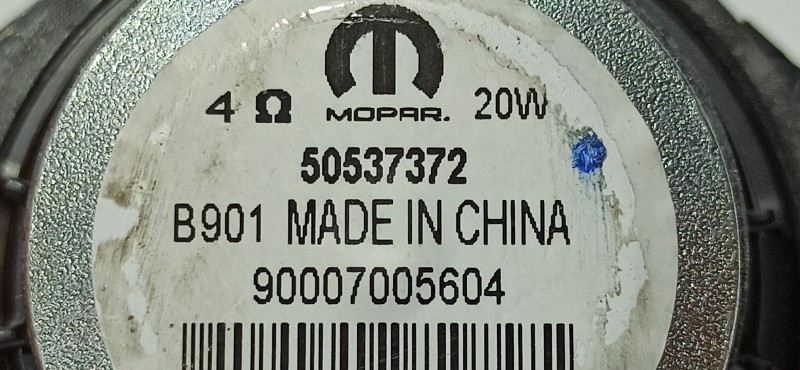 4 Ω MOPAR. 20W
50537372
B901 MADE IN CHINA
90007005604